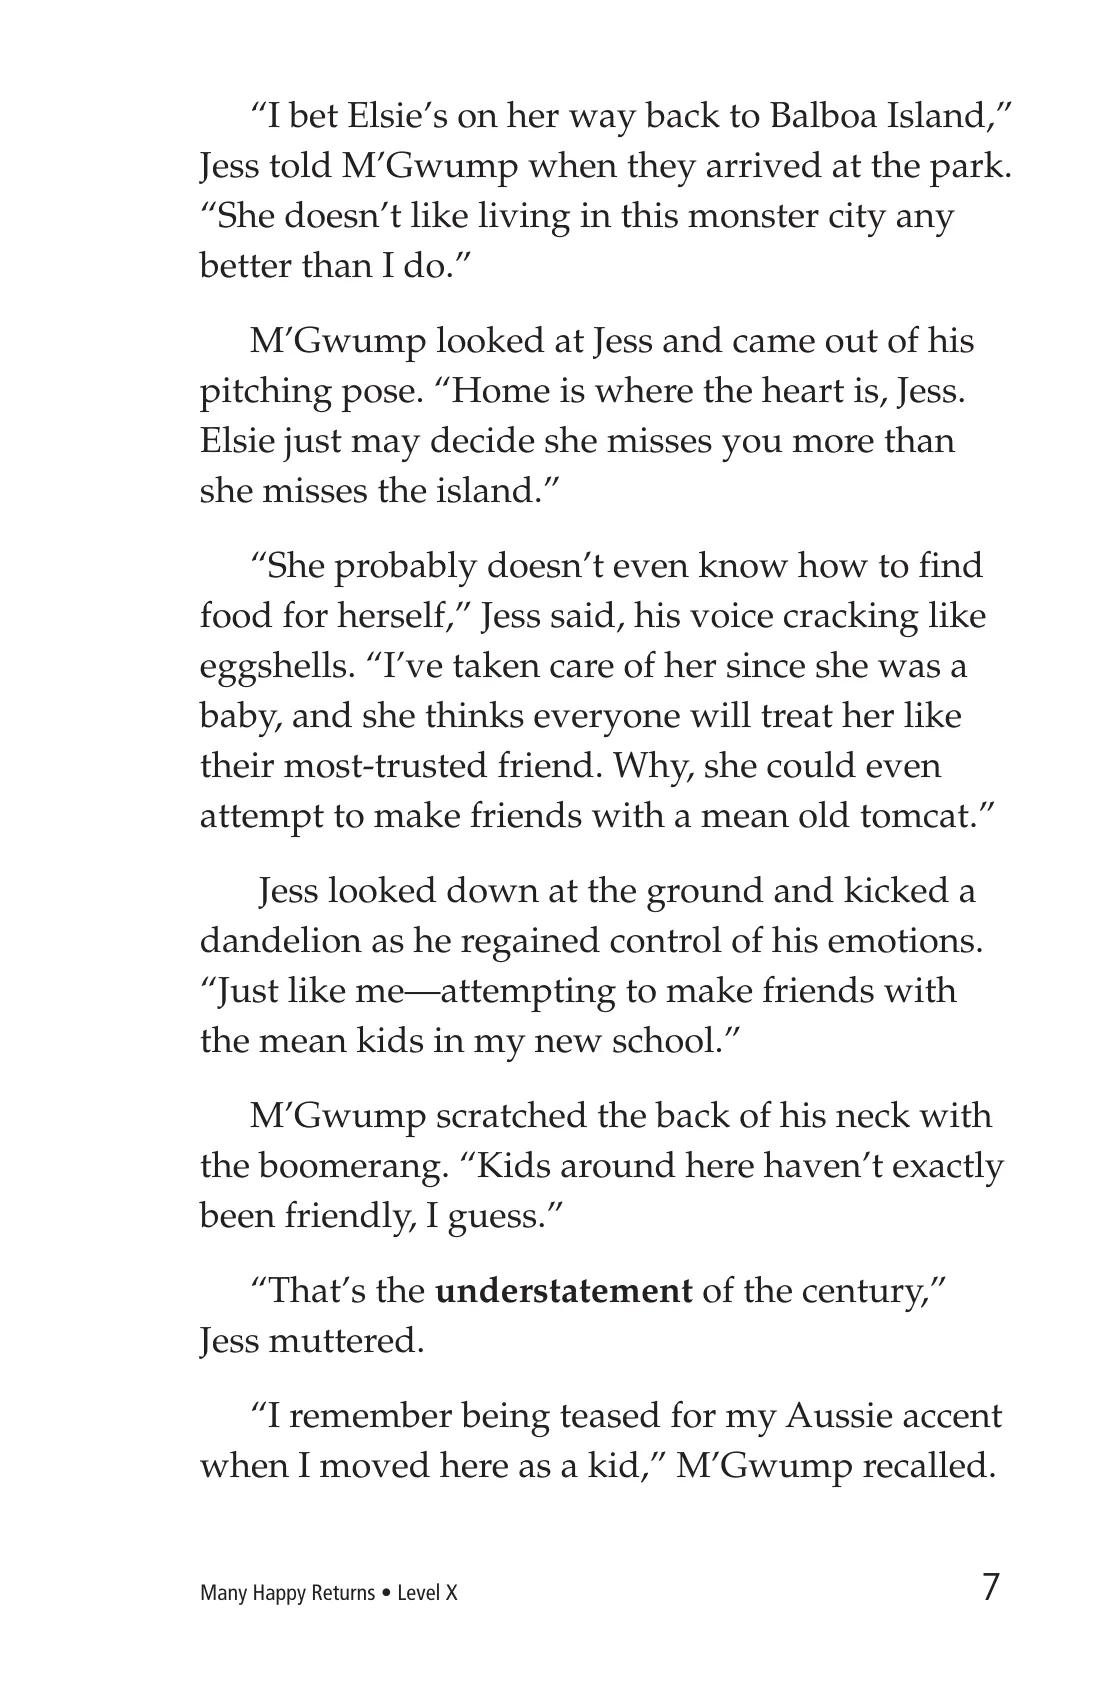 “I bet Elsie’s on her way back to Balboa Island,”
Jess told M’Gwump when they arrived at the park.
“She doesn’t like living in this monster city any
better than I do.”
M’Gwump looked at Jess and came out of his
pitching pose. “Home is where the heart is, Jess.
Elsie just may decide she misses you more than
she misses the island.”
“She probably doesn’t even know how to find
food for herself,” Jess said, his voice cracking like
eggshells. “I’ve taken care of her since she was a
baby, and she thinks everyone will treat her like
their most-trusted friend. Why, she could even
attempt to make friends with a mean old tomcat.”
Jess looked down at the ground and kicked a
dandelion as he regained control of his emotions.
“Just like me—attempting to make friends with
the mean kids in my new school.”
M’Gwump scratched the back of his neck with
the boomerang. “Kids around here haven’t exactly
been friendly, I guess.”
“That’s the understatement of the century,”
Jess muttered.
“I remember being teased for my Aussie accent
when I moved here as a kid,” M’Gwump recalled.
Many Happy Returns • Level X
7